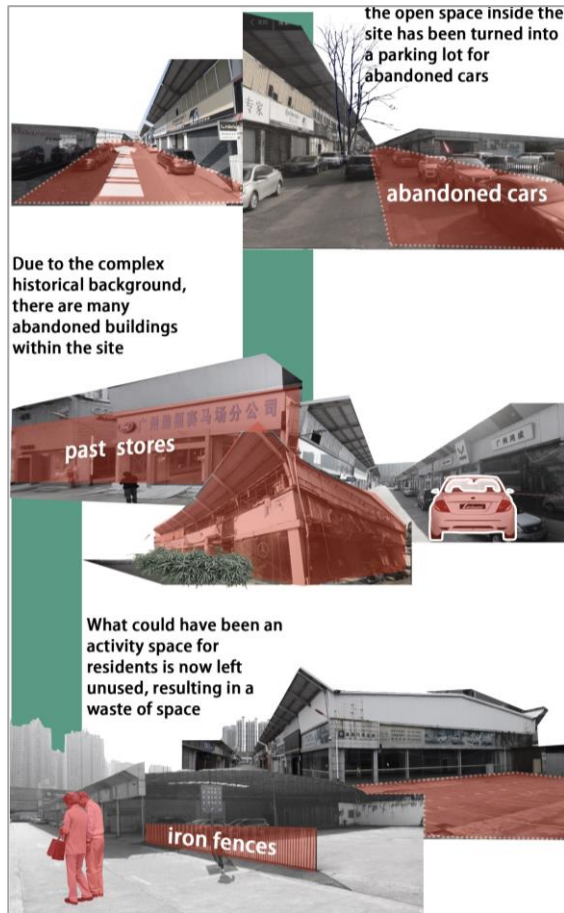 the open space inside the
site has been turned into
a parking lot for
abandoned cars
专家
abandoned cars
Due to the complex
historical background,
there are many
abandoned buildings
within the site
past stores
What could have been an
activity space for
residents is now left
unused, resulting in a
waste of space
iron fences